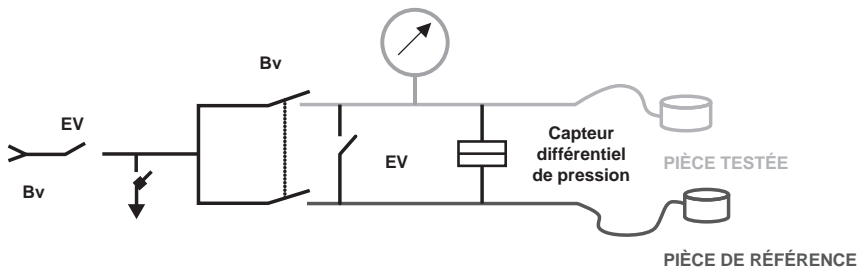 Bv
EV
Bv
EV
Capteur
différentiel
de pression
PIÈCE TESTÉE
PIÈCE DE RÉFÉRENCE